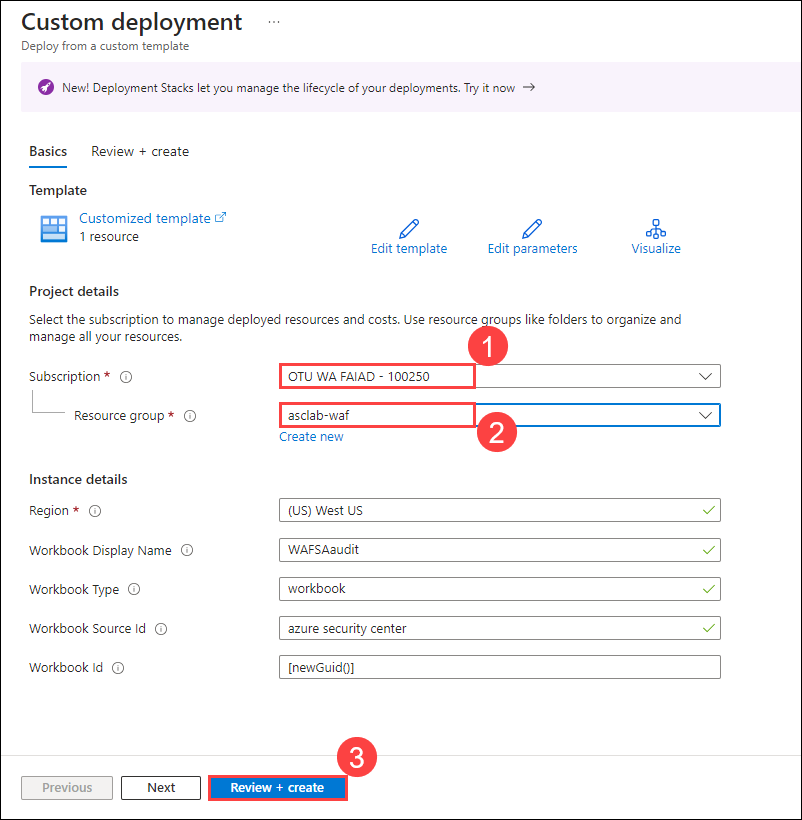 Custom deployment ...
Deploy from a custom template
New! Deployment Stacks let you manage the lifecycle of your deployments. Try it now →
Basics Review + create
Template
Customized template
1 resource
Edit template Edit parameters Visualize
Project details
Select the subscription to manage deployed resources and costs. Use resource groups like folders to organize and
manage all your resources.
1
Subscription * OTU WA FAIAD - 100250
Resource group * asclab-waf
2
Create new
Instance details
Region * (US) West US
Workbook Display Name WAFSAaudit
Workbook Type workbook
Workbook Source Id azure security center
Workbook Id [newGuid()]
3
Previous Next Review + create